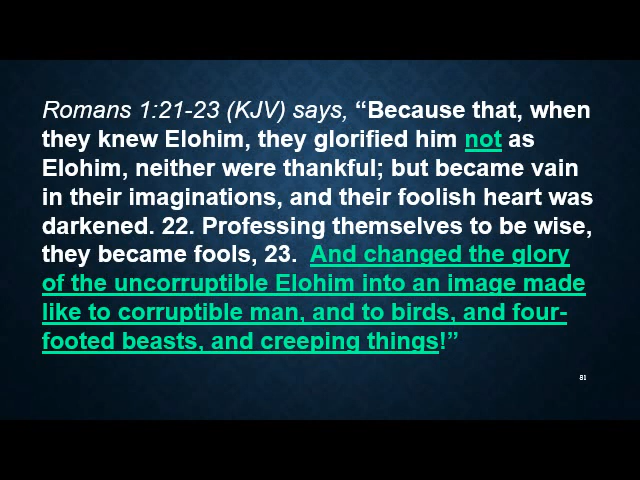 Romans 1:21-23 (KJV) says, “Because that, when
they knew Elohim, they glorified him not as
Elohim, neither were thankful; but became vain
in their imaginations, and their foolish heart was
darkened. 22. Professing themselves to be wise,
they became fools, 23. And changed the glory
of the uncorruptible Elohim into an image made
like to corruptible man, and to birds, and four-
footed beasts, and creeping things!”
81